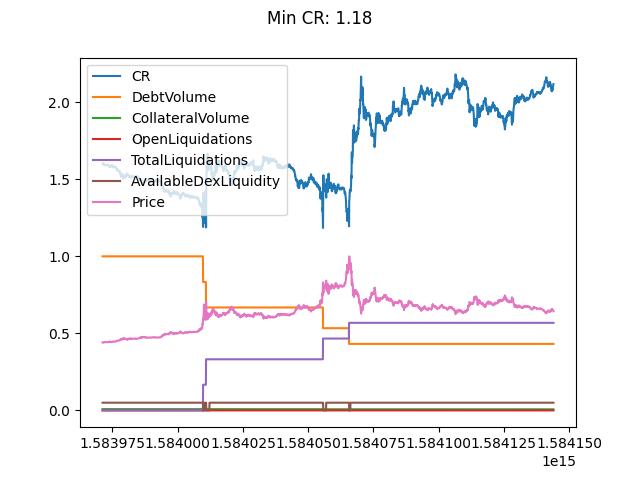 Min CR: 1.18
CR
DebtVolume
CollateralVolume
OpenLiquidations
TotalLiquidations
AvailableDexLiquidity
Price
2.0
1.5
1.0
0.5
0.0
1.583975 1.584000 1.584025 1.584050 1.584075 1.584100 1.584125 1.584150
1e15